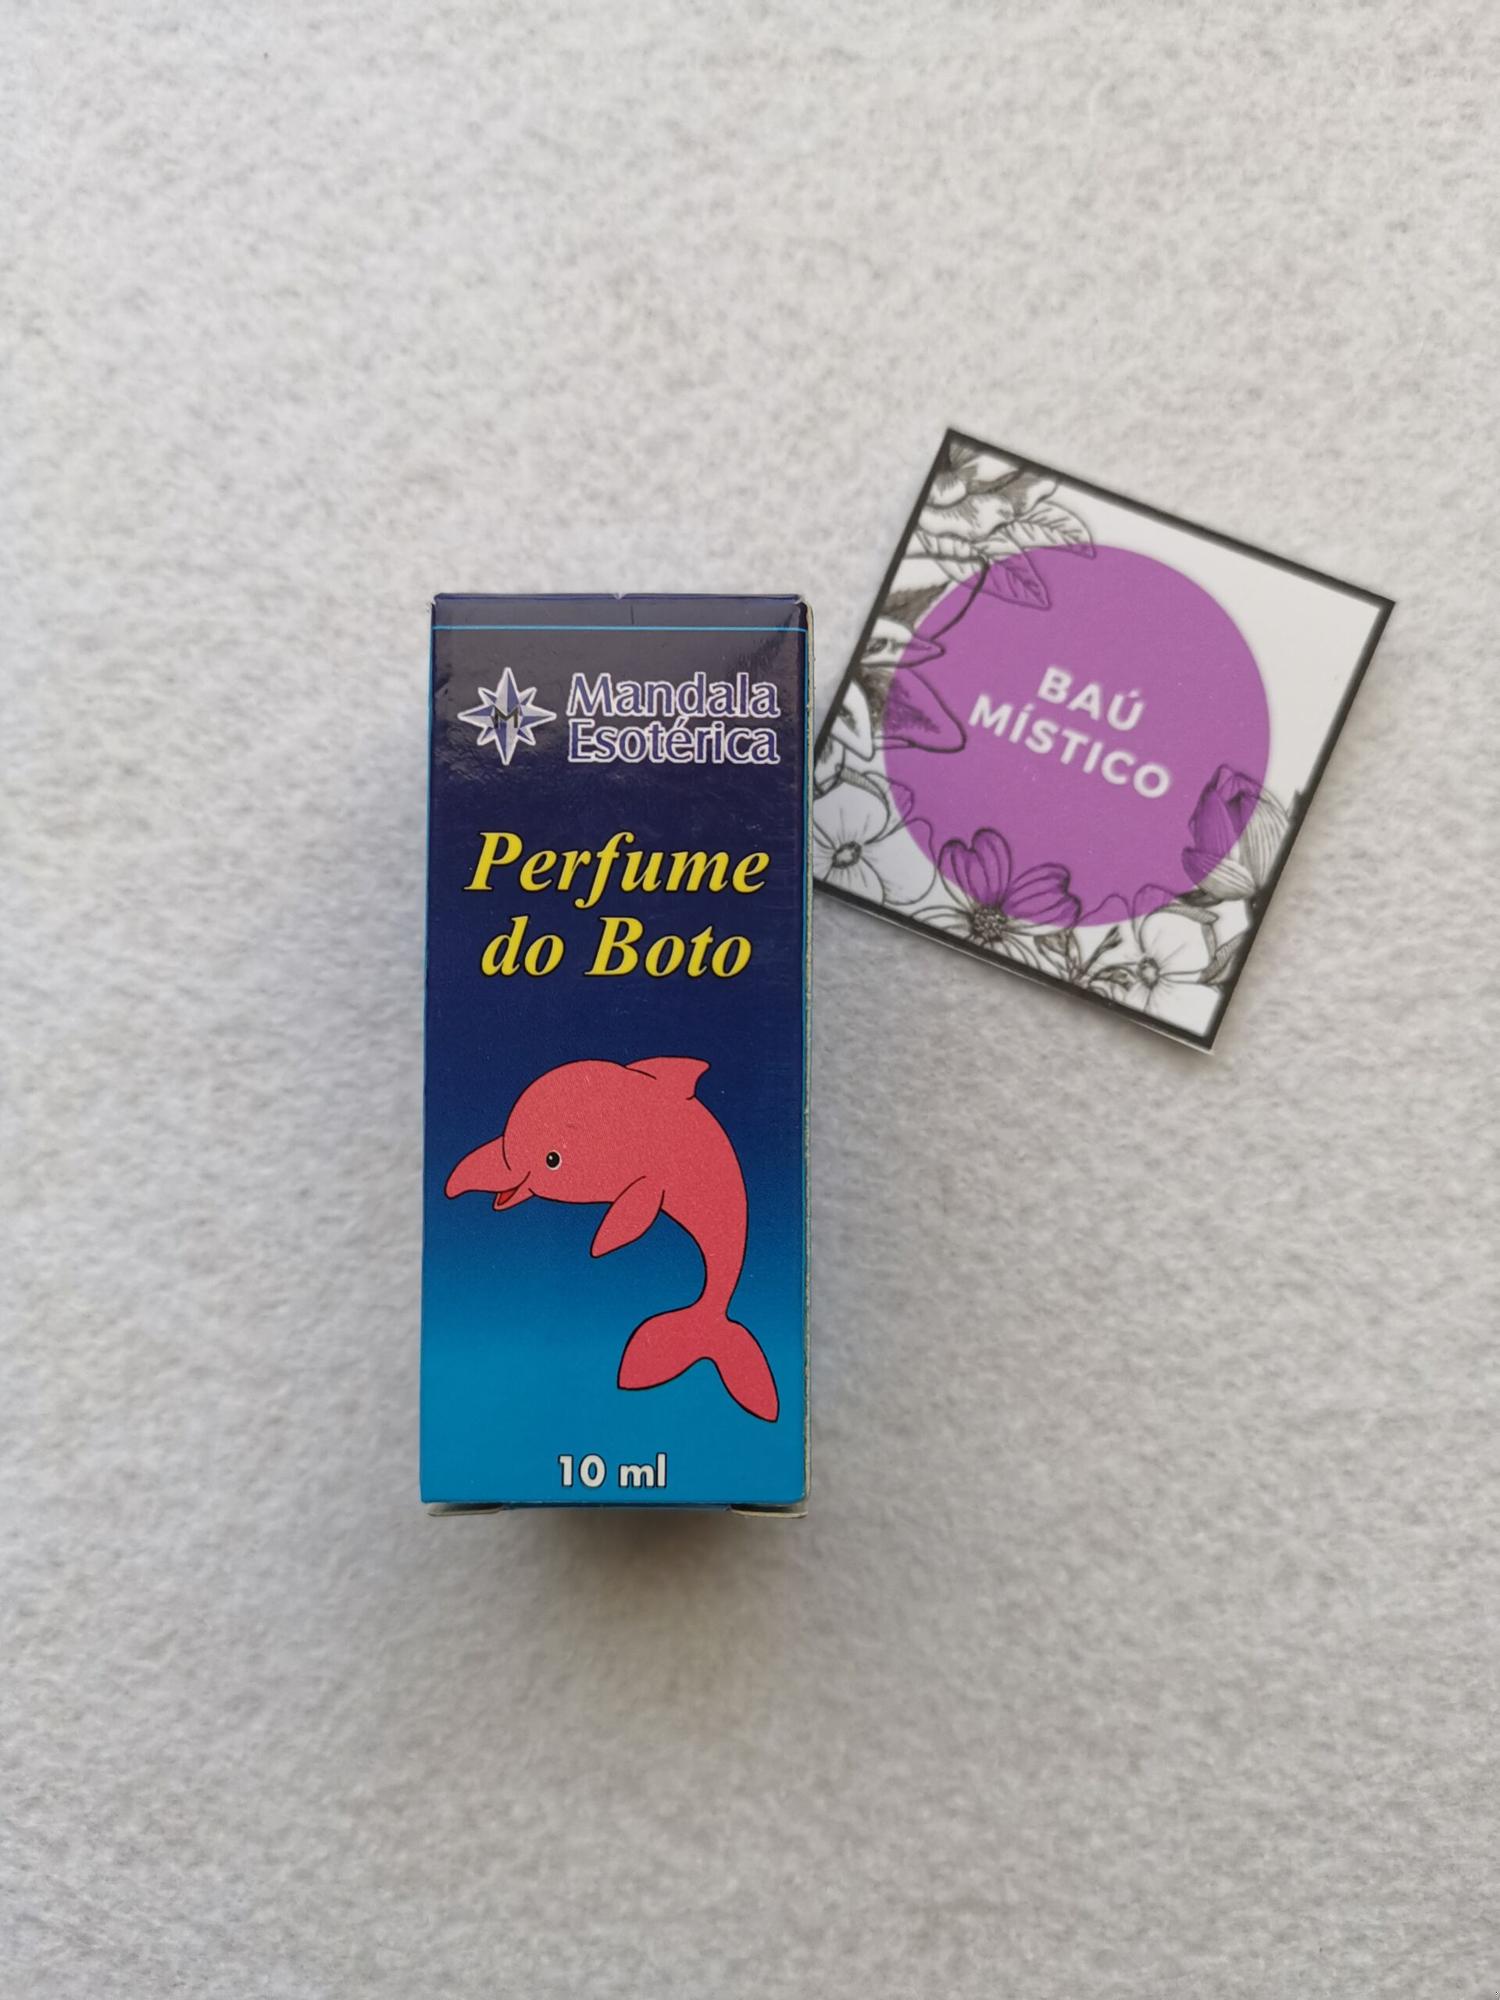 M
Mandala
Esotérica
Perfume
do Boto
10 ml
BAÚ
MÍSTICO